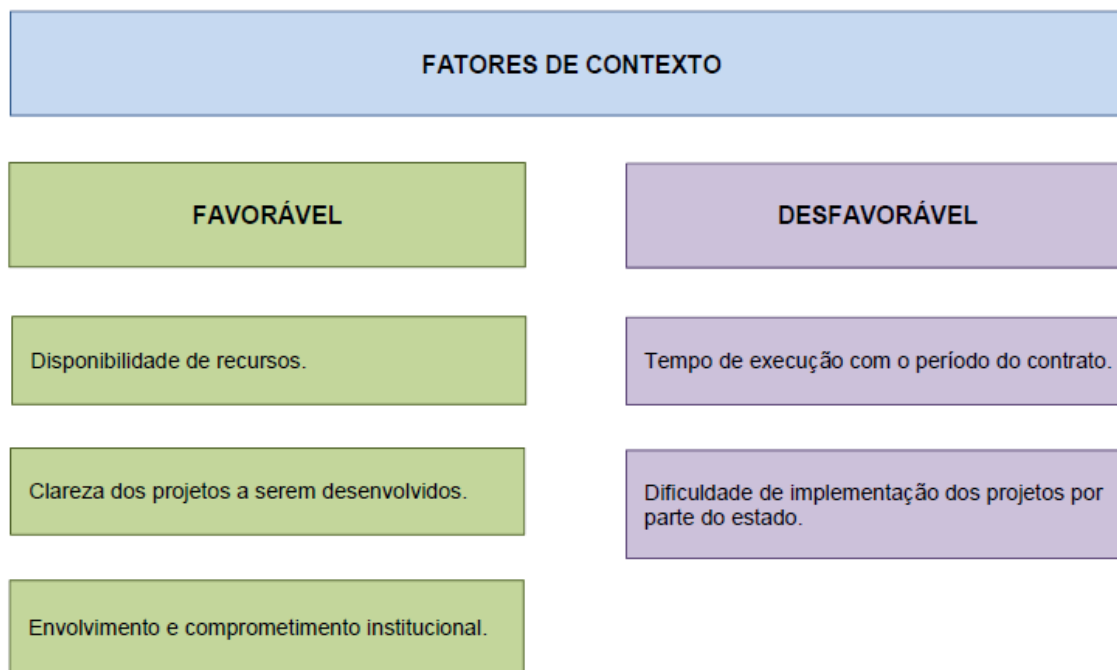 FATORES DE CONTEXTO
FAVORÁVEL
DESFAVORÁVEL
Disponibilidade de recursos.
Tempo de execução com o período do contrato.
Clareza dos projetos a serem desenvolvidos.
Dificuldade de implementação dos projetos por
parte do estado.
Envolvimento e comprometimento institucional.